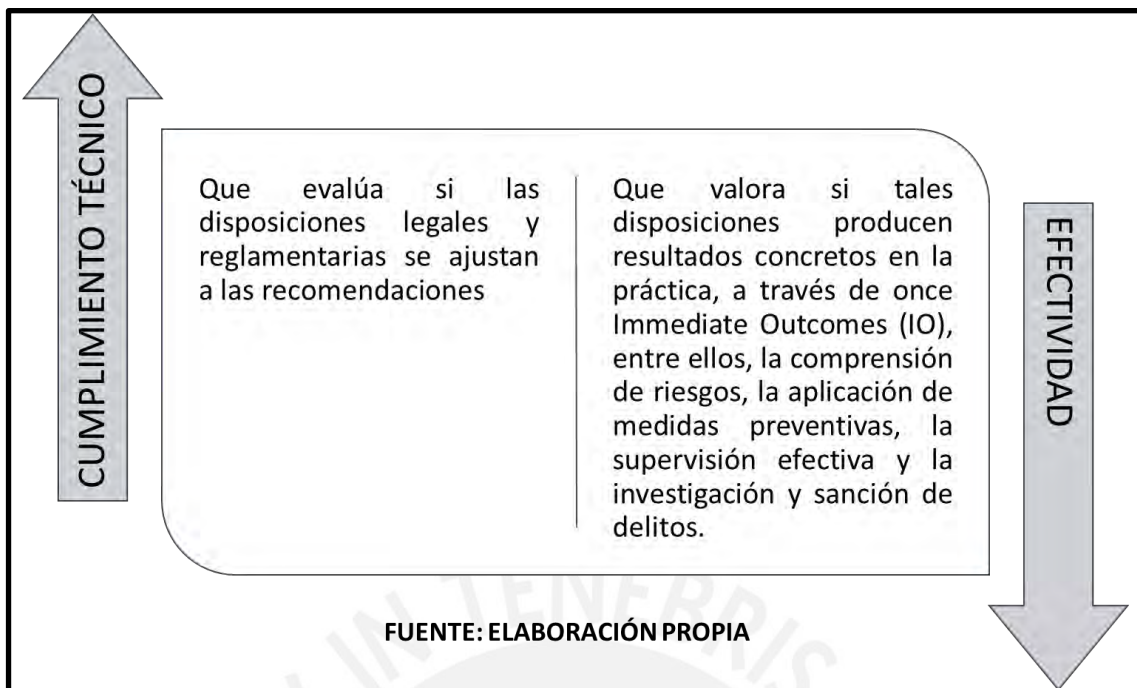 CUMPLIMIENTO TÉCNICO
Que evalúa si las
disposiciones legales y
reglamentarias se ajustan
a las recomendaciones
Que valora si tales
disposiciones producen
resultados concretos en la
práctica, a través de once
Immediate Outcomes (IO),
entre ellos, la comprensión
de riesgos, la aplicación de
medidas preventivas, la
supervisión efectiva y la
investigación y sanción de
delitos.
EFECTIVIDAD
FUENTE: ELABORACIÓN PROPIA
IN TENEBRIS